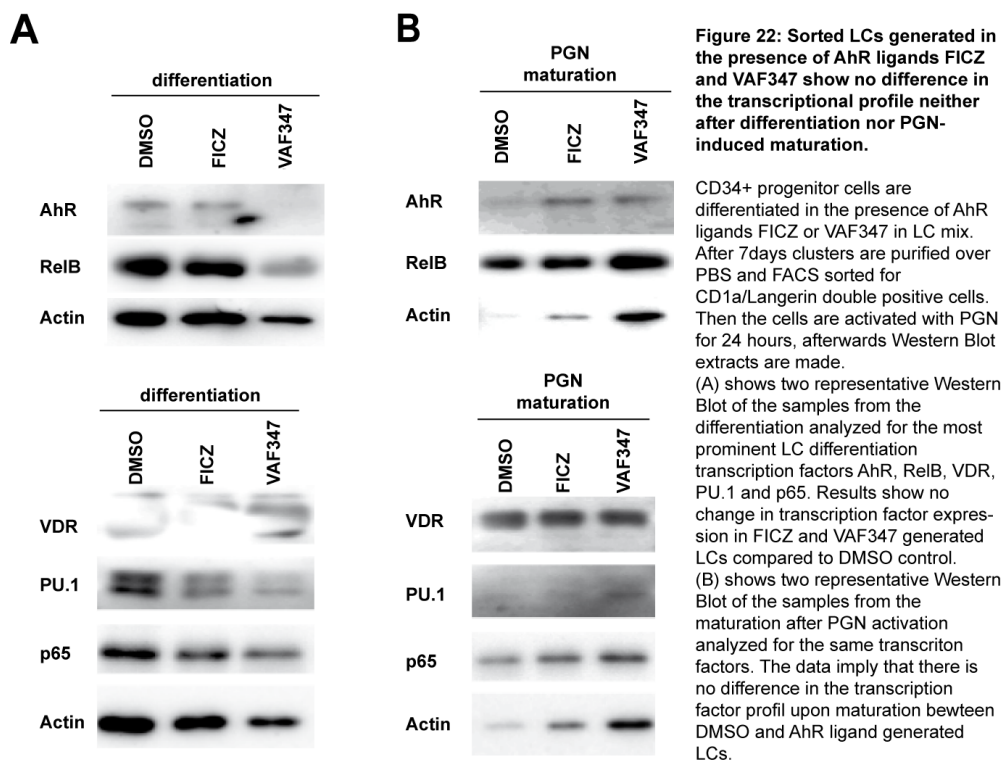 A
differentiation
DMSO
FICZ
VAF347
AhR
RelB
Actin
differentiation
DMSO
FICZ
VAF347
VDR
PU.1
p65
Actin
B
PGN
maturation
DMSO
FICZ
VAF347
AhR
RelB
Actin
PGN
maturation
DMSO
FICZ
VAF347
VDR
PU.1
p65
Actin
Figure 22: Sorted LCs generated in
the presence of AhR ligands FICZ
and VAF347 show no difference in
the transcriptional profile neither
after differentiation nor PGN-
induced maturation.
CD34+ progenitor cells are
differentiated in the presence of AhR
ligands FICZ or VAF347 in LC mix.
After 7days clusters are purified over
PBS and FACS sorted for
CD1a/Langerin double positive cells.
Then the cells are activated with PGN
for 24 hours, afterwards Western Blot
extracts are made.
(A) shows two representative Western
Blot of the samples from the
differentiation analyzed for the most
prominent LC differentiation
transcription factors AhR, RelB, VDR,
PU.1 and p65. Results show no
change in transcription factor expres-
sion in FICZ and VAF347 generated
LCs compared to DMSO control.
(B) shows two representative Western
Blot of the samples from the
maturation after PGN activation
analyzed for the same transcriton
factors. The data imply that there is
no difference in the transcription
factor profil upon maturation bewteen
DMSO and AhR ligand generated
LCs.